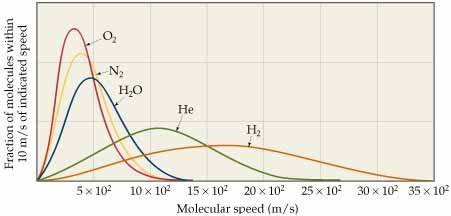 Fraction of molecules within
10 m/s of indicated speed
O₂
N₂
H₂O
He
H₂
5 × 10² 10 × 10² 15 × 10² 20 × 10² 25 × 10² 30 × 10² 35 × 10²
Molecular speed (m/s)